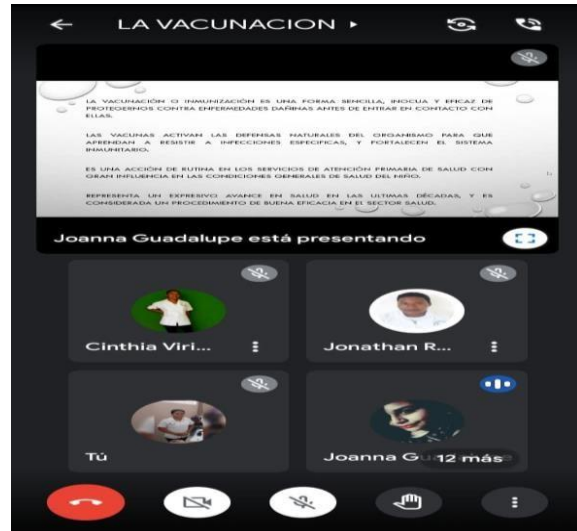 LA VACUNACION
LA VACUNACIÓN O INMUNIZACIÓN ES UNA FORMA SENCILLA, INOCUA Y EFICAZ DE
PROTEGERNOS CONTRA ENFERMEDADES DAÑINAS ANTES DE ENTRAR EN CONTACTO CON
ELLAS.
LAS VACUNAS ACTIVAN LAS DEFENSAS NATURALES DEL ORGANISMO PARA QUE
APRENDAN A RESISTIR A INFECCIONES ESPECIFICAS, Y FORTALECEN EL SISTEMA
INMUNITARIO.
ES UNA ACCIÓN DE RUTINA EN LOS SERVICIOS DE ATENCIÓN PRIMARIA DE SALUD CON
GRAN INFLUENCIA EN LAS CONDICIONES GENERALES DE SALUD DEL NIÑO.
REPRESENTA UN EXPRESIVO AVANCE EN SALUD EN LAS ULTIMAS DÉCADAS, Y ES
CONSIDERADA UN PROCEDIMIENTO DE BUENA EFICACIA EN EL SECTOR SALUD.
Joanna Guadalupe está presentando
Cinthia Viri...
Jonathan R...
Tú
Joanna G
12 más